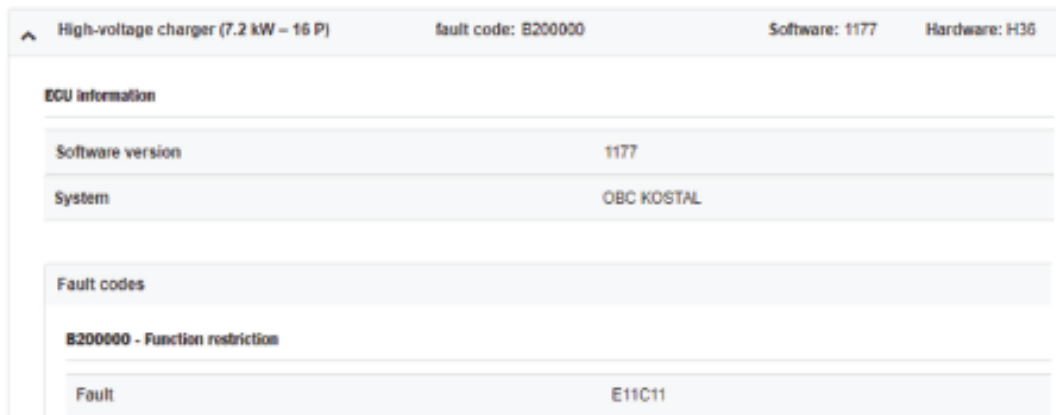 High-voltage charger (7.2 kW – 16 P) fault code: B200000 Software: 1177 Hardware: H36
ECU information
Software version 1177
System OBC KOSTAL
Fault codes
B200000 - Function restriction
Fault E11C11